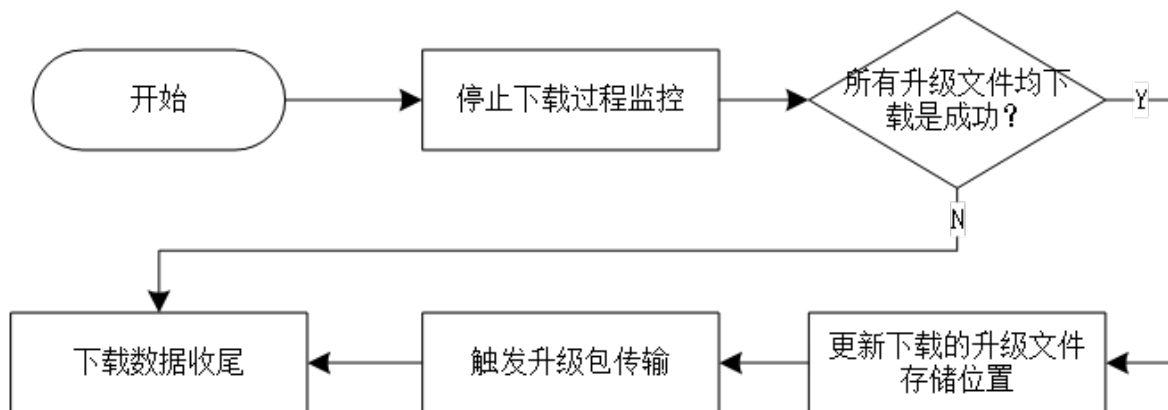 开始
停止下载过程监控
所有升级文件均下
载是成功？
Y
N
下载数据收尾
触发升级包传输
更新下载的升级文件
存储位置